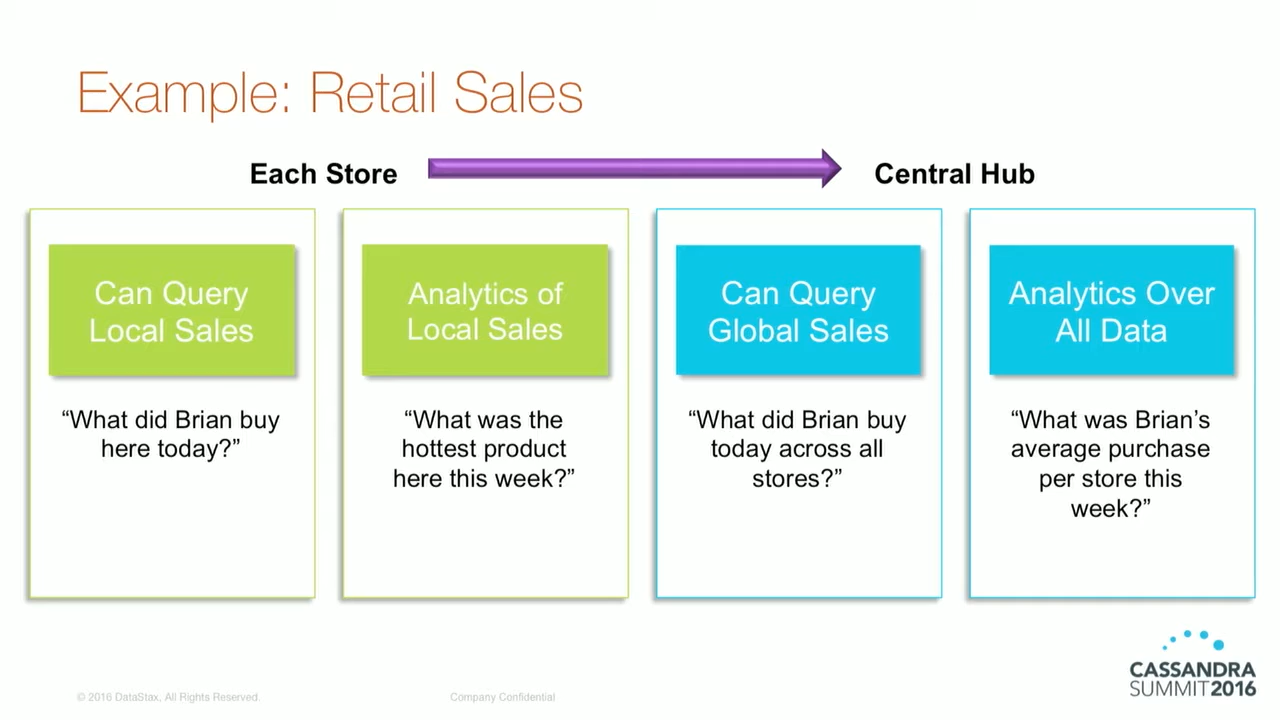 Example: Retail Sales
Each Store
Central Hub
Can Query
Local Sales
“What did Brian buy
here today?”
Analytics of
Local Sales
“What was the
hottest product
here this week?”
Can Query
Global Sales
“What did Brian buy
today across all
stores?”
Analytics Over
All Data
“What was Brian’s
average purchase
per store this
week?”
© 2016 DataStax, All Rights Reserved.
Company Confidential
CASSANDRA
SUMMIT2016